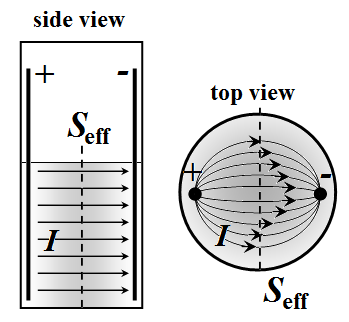 side view
+ -
S_eff
I
top view
+ -
I
S_eff